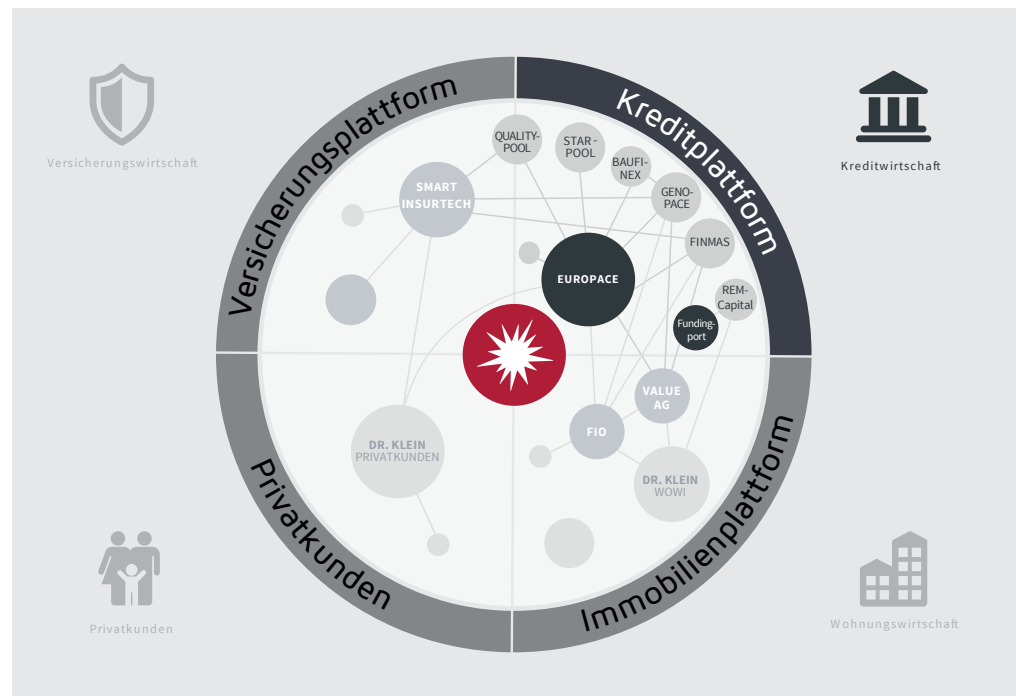 Versicherungsplattform
Kreditplattform
Versicherungswirtschaft
Kreditwirtschaft
QUALITY-
POOL
STAR-
POOL
BAUFI-
NEX
GENO-
PACE
SMART
INSURTECH
FINMAS
EUROPACE
REM-
Capital
Funding-
port
VALUE
AG
FIO
DR. KLEIN
PRIVATKUNDEN
DR. KLEIN
WOWI
Privatkunden
Immobilienplattform
Privatkunden
Wohnungswirtschaft